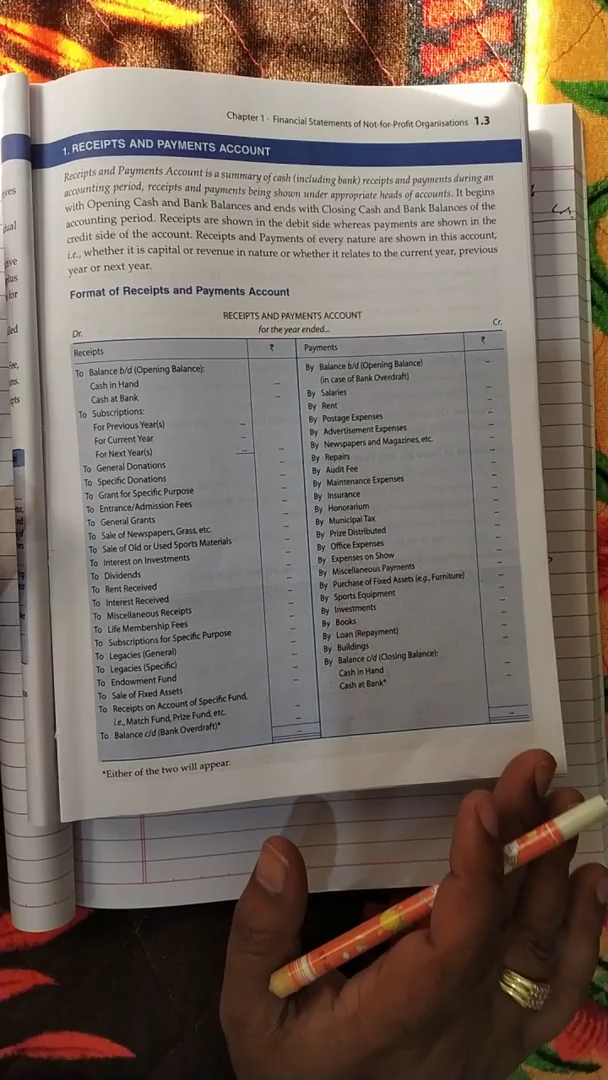 Chapter 1 · Financial Statements of Not-for-Profit Organisations 1.3
1. RECEIPTS AND PAYMENTS ACCOUNT
Receipts and Payments Account is a summary of cash (including bank) receipts and payments during an
accounting period, receipts and payments being shown under appropriate heads of accounts. It begins
with Opening Cash and Bank Balances and ends with Closing Cash and Bank Balances of the
accounting period. Receipts are shown in the debit side whereas payments are shown in the
credit side of the account. Receipts and Payments of every nature are shown in this account,
i.e., whether it is capital or revenue in nature or whether it relates to the current year, previous
year or next year.
Format of Receipts and Payments Account
RECEIPTS AND PAYMENTS ACCOUNT
for the year ended...
Dr. Cr.
Receipts ₹ Payments ₹
To Balance b/d (Opening Balance):
Cash in Hand
Cash at Bank
To Subscriptions:
For Previous Year(s)
For Current Year
For Next Year(s)
To General Donations
To Specific Donations
To Grant for Specific Purpose
To Entrance/Admission Fees
To General Grants
To Sale of Newspapers, Grass, etc.
To Sale of Old or Used Sports Materials
To Interest on Investments
To Dividends
To Rent Received
To Interest Received
To Miscellaneous Receipts
To Life Membership Fees
To Subscriptions for Specific Purpose
To Legacies (General)
To Legacies (Specific)
To Endowment Fund
To Sale of Fixed Assets
To Receipts on Account of Specific Fund,
i.e., Match Fund, Prize Fund, etc.
To Balance c/d (Bank Overdraft)*
By Balance b/d (Opening Balance)
(in case of Bank Overdraft)
By Salaries
By Rent
By Postage Expenses
By Advertisement Expenses
By Newspapers and Magazines, etc.
By Repairs
By Audit Fee
By Maintenance Expenses
By Insurance
By Honorarium
By Municipal Tax
By Prize Distributed
By Office Expenses
By Expenses on Show
By Miscellaneous Payments
By Purchase of Fixed Assets (e.g., Furniture)
By Sports Equipment
By Investments
By Books
By Loan (Repayment)
By Buildings
By Balance c/d (Closing Balance):
Cash in Hand
Cash at Bank*
*Either of the two will appear.